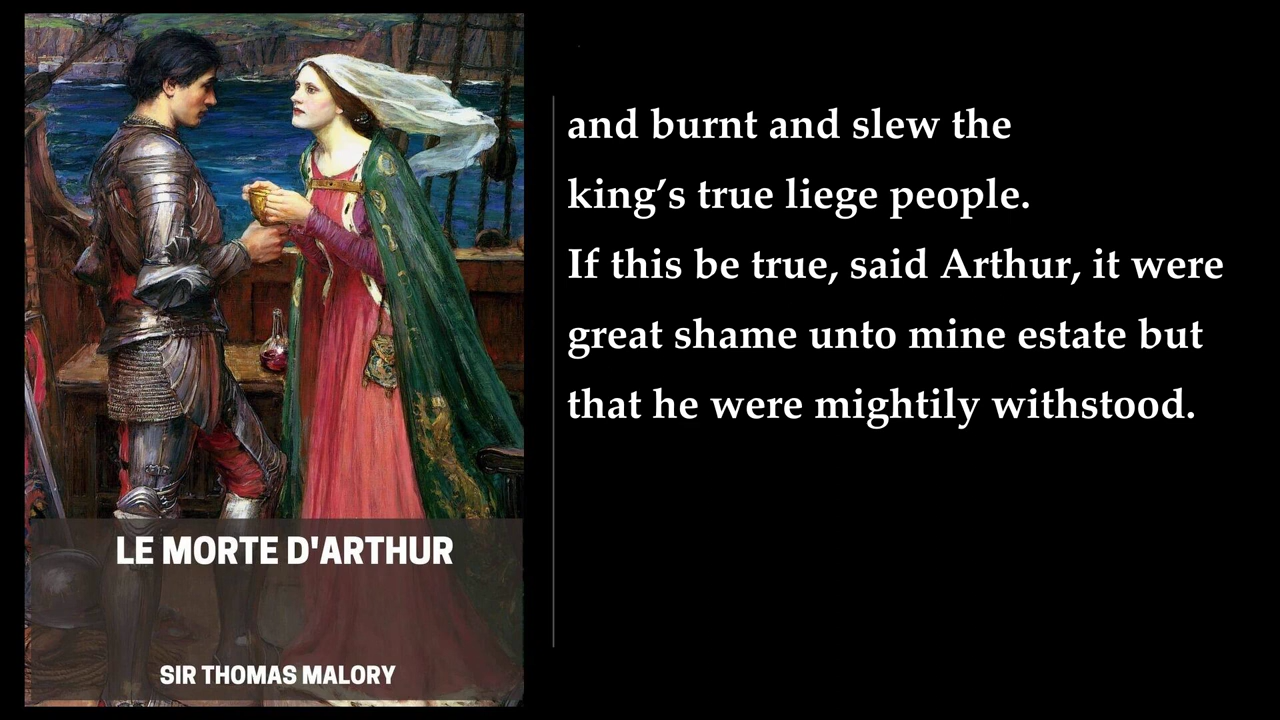 LE MORTE D'ARTHUR
SIR THOMAS MALORY
and burnt and slew the
king’s true liege people.
If this be true, said Arthur, it were
great shame unto mine estate but
that he were mightily withstood.